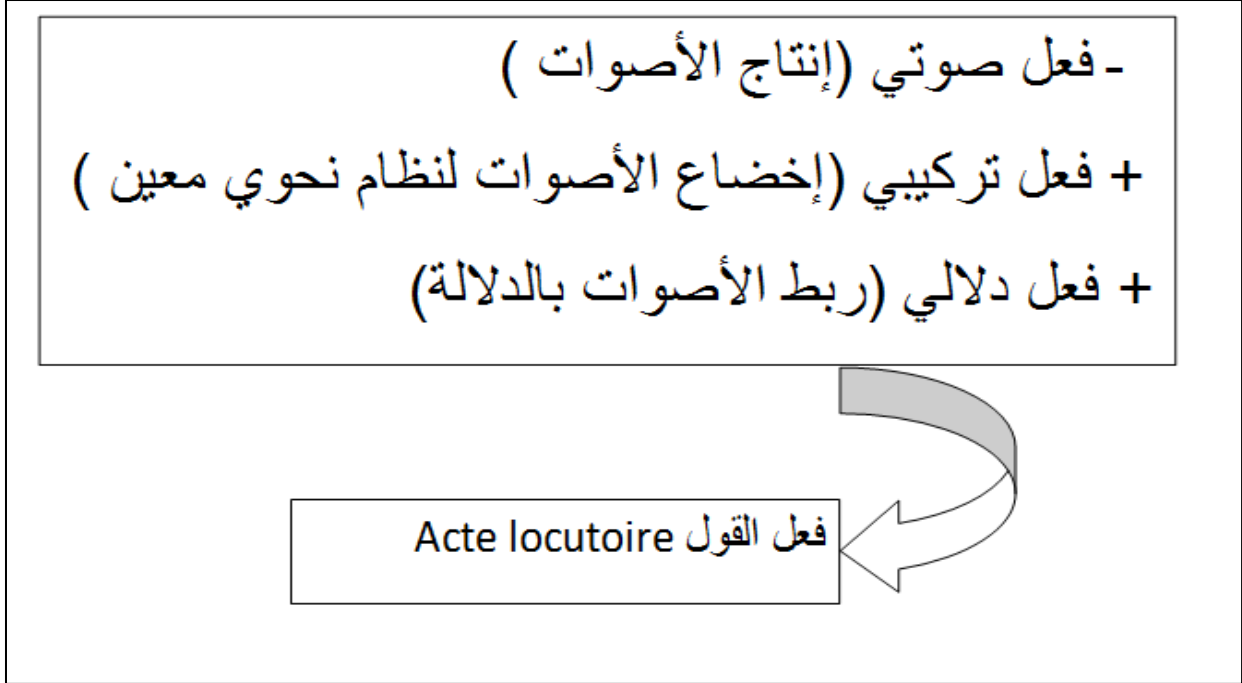 - فعل صوتي (إنتاج الأصوات )
+ فعل تركيبي (إخضاع الأصوات لنظام نحوي معين )
+ فعل دلالي (ربط الأصوات بالدلالة)
فعل القول Acte locutoire